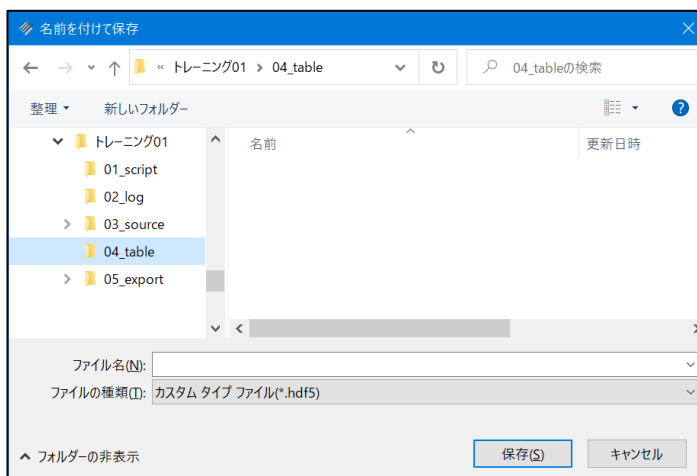 名前を付けて保存
« トレーニング01 > 04_table
04_tableの検索
整理
新しいフォルダー
?
トレーニング01
01_script
02_log
03_source
04_table
05_export
名前
更新日時
ファイル名(N):
ファイルの種類(T): カスタム タイプ ファイル(*.hdf5)
フォルダーの非表示
保存(S)
キャンセル